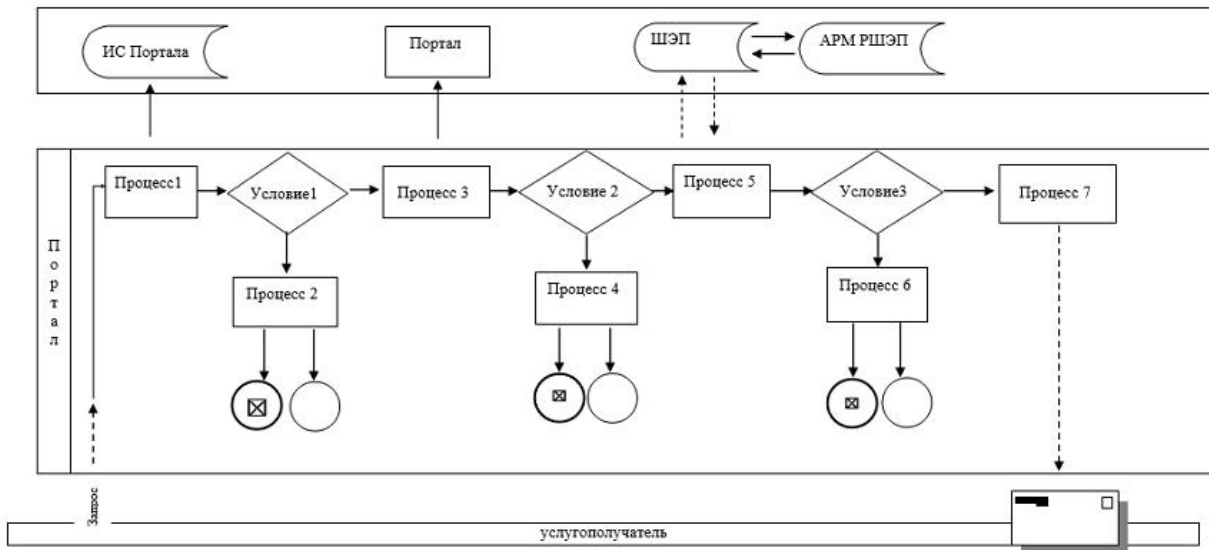 ИС Портала
Портал
ШЭП
АРМ РШЭП
Процесс1
Условие1
Процесс 3
Условие 2
Процесс 5
Условие3
Процесс 7
Портал
Процесс 2
Процесс 4
Процесс 6
Запрос
услугополучатель